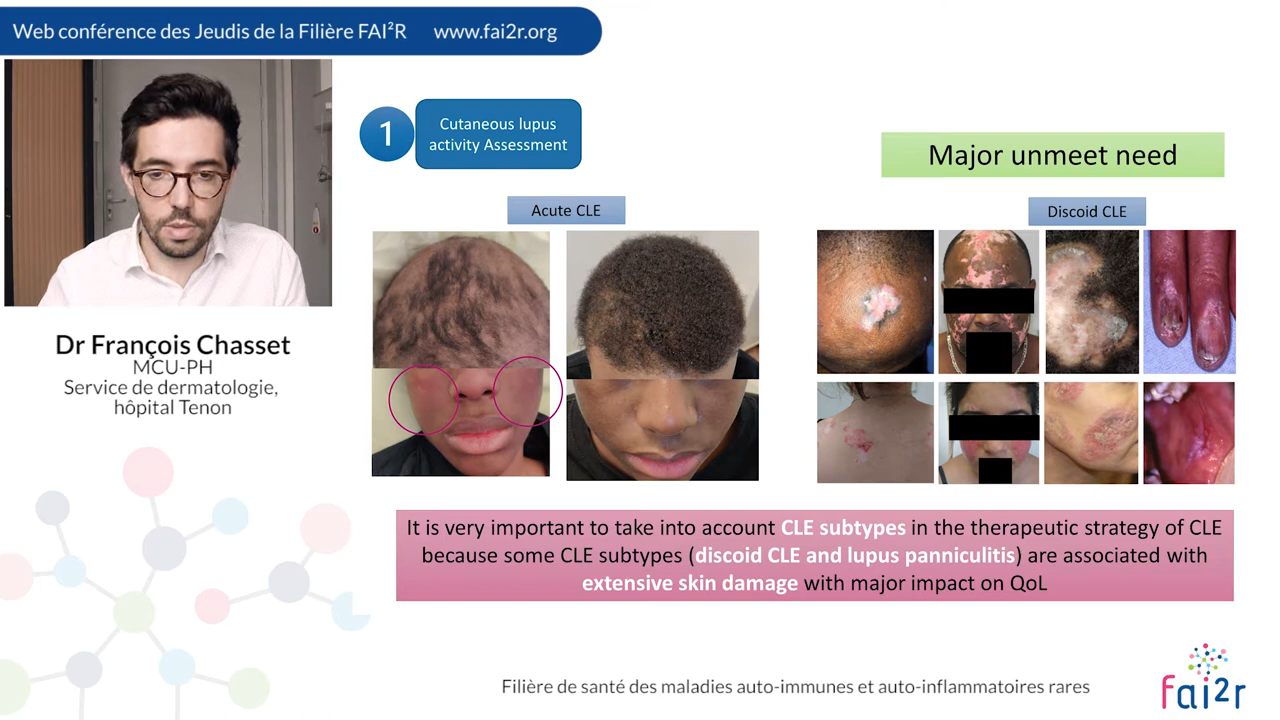 Web conférence des Jeudis de la Filière FAI²R www.fai2r.org
1
Cutaneous lupus
activity Assessment
Major unmeet need
Acute CLE
Discoid CLE
Dr François Chasset
MCU-PH
Service de dermatologie,
hôpital Tenon
It is very important to take into account CLE subtypes in the therapeutic strategy of CLE
because some CLE subtypes (discoid CLE and lupus panniculitis) are associated with
extensive skin damage with major impact on QoL
Filière de santé des maladies auto-immunes et auto-inflammatoires rares
fai2r